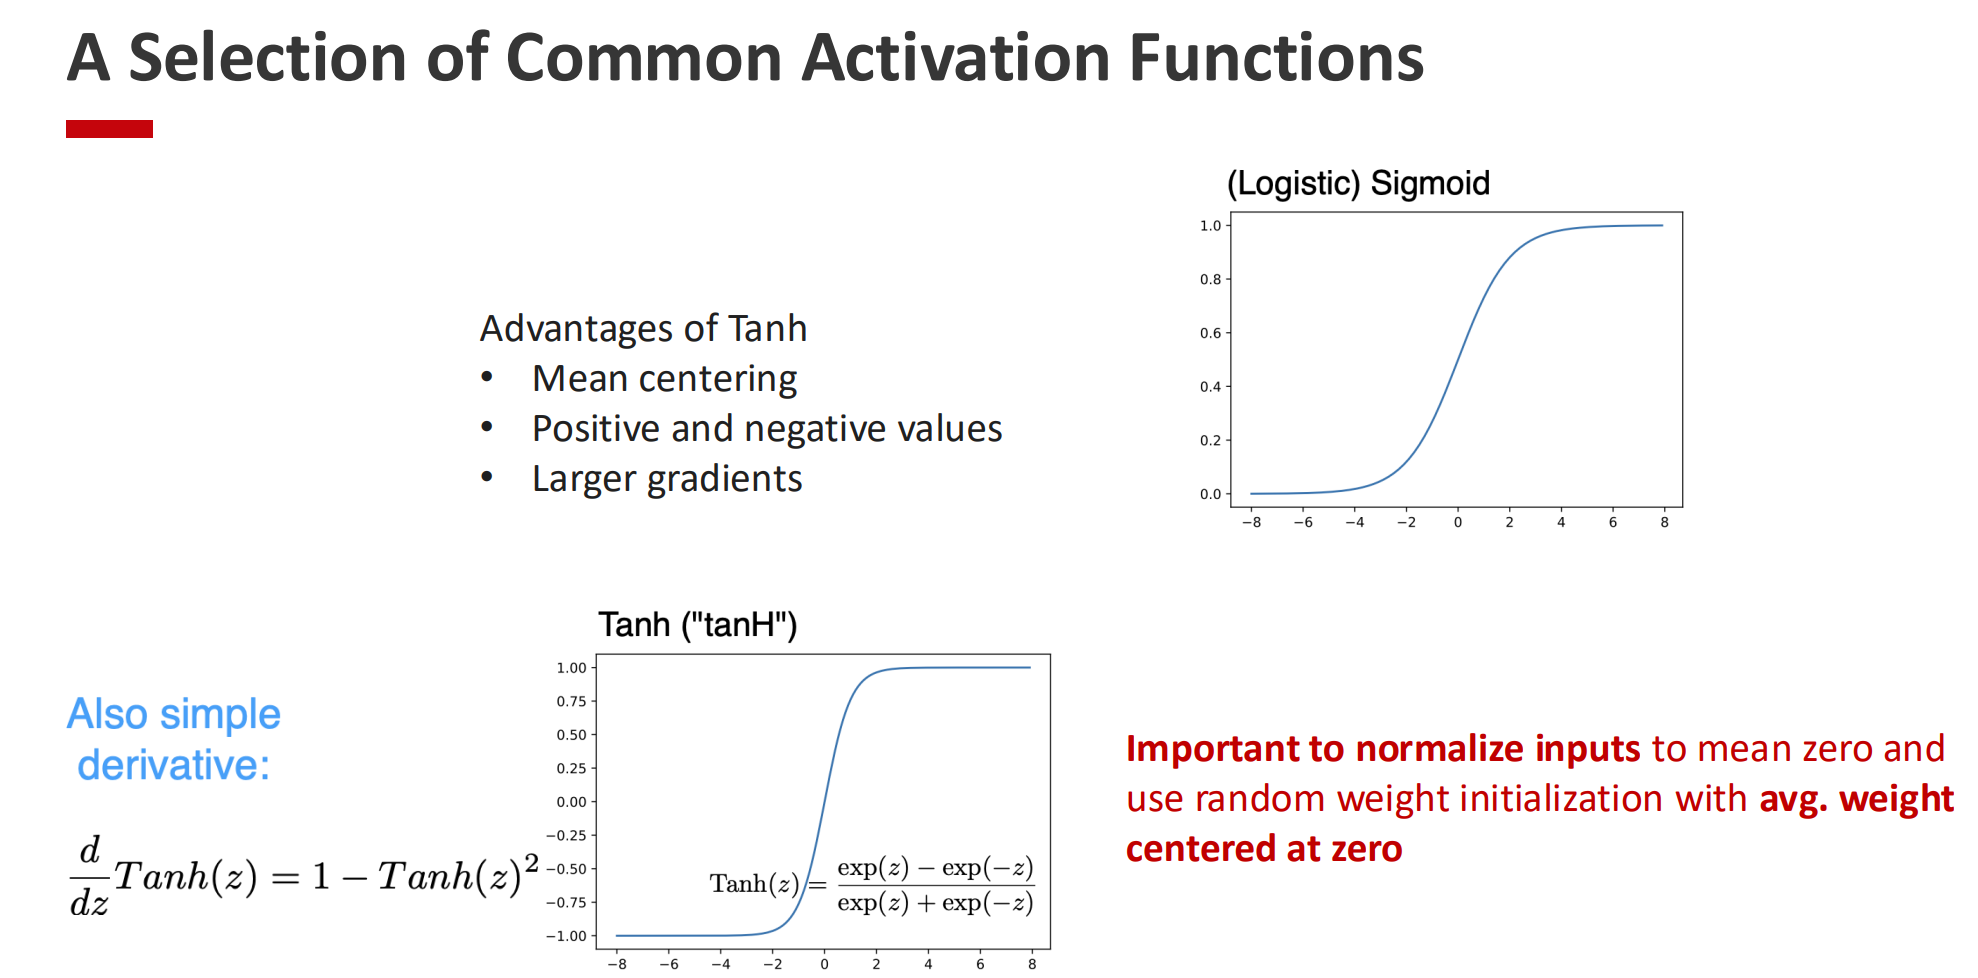 A Selection of Common Activation Functions
(Logistic) Sigmoid
1.0
0.8
0.6
0.4
0.2
0.0
−8 −6 −4 −2 0 2 4 6 8
Advantages of Tanh
• Mean centering
• Positive and negative values
• Larger gradients
Tanh ("tanH")
1.00
0.75
0.50
0.25
0.00
−0.25
−0.50
−0.75
−1.00
−8 −6 −4 −2 0 2 4 6 8
Tanh(z) = exp(z) − exp(−z) / exp(z) + exp(−z)
Also simple
derivative:
d/dz Tanh(z) = 1 − Tanh(z)²
Important to normalize inputs to mean zero and
use random weight initialization with avg. weight
centered at zero